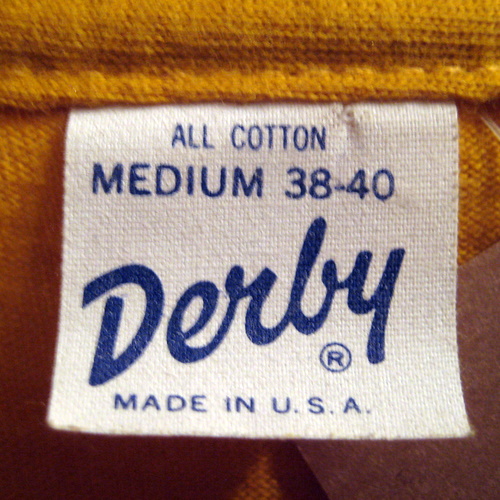 ALL COTTON
MEDIUM 38-40
Derby
®
MADE IN U.S.A.